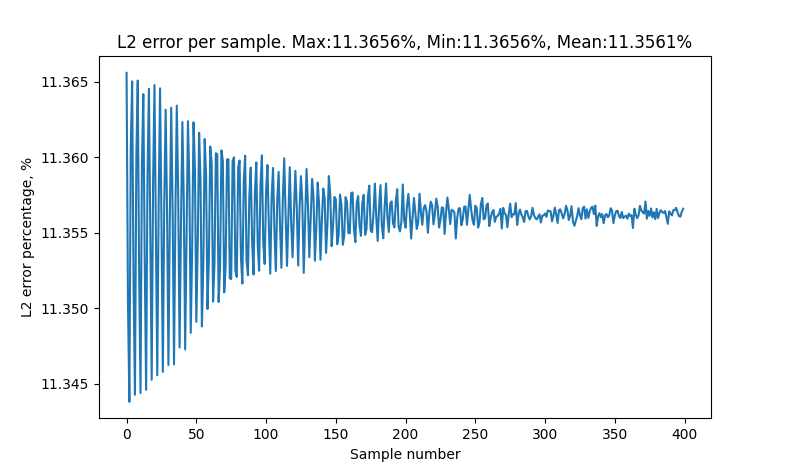 L2 error per sample. Max:11.3656%, Min:11.3656%, Mean:11.3561%
11.365
11.360
11.355
11.350
11.345
L2 error percentage, %
0 50 100 150 200 250 300 350 400
Sample number